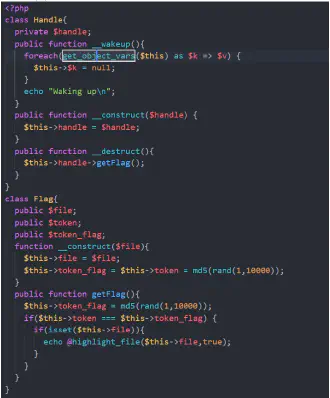 <?php
class Handle{
private $handle;
public function __wakeup(){
foreach(get_object_vars($this) as $k => $v) {
$this->$k = null;
}
echo "Waking up\n";
}
public function __construct($handle) {
$this->handle = $handle;
}
public function __destruct(){
$this->handle->getFlag();
}
}
class Flag{
public $file;
public $token;
public $token_flag;
function __construct($file){
$this->file = $file;
$this->token_flag = $this->token = md5(rand(1,10000));
}
public function getFlag(){
$this->token_flag = md5(rand(1,10000));
if($this->token === $this->token_flag) {
if(isset($this->file)){
echo @highlight_file($this->file,true);
}
}
}
}